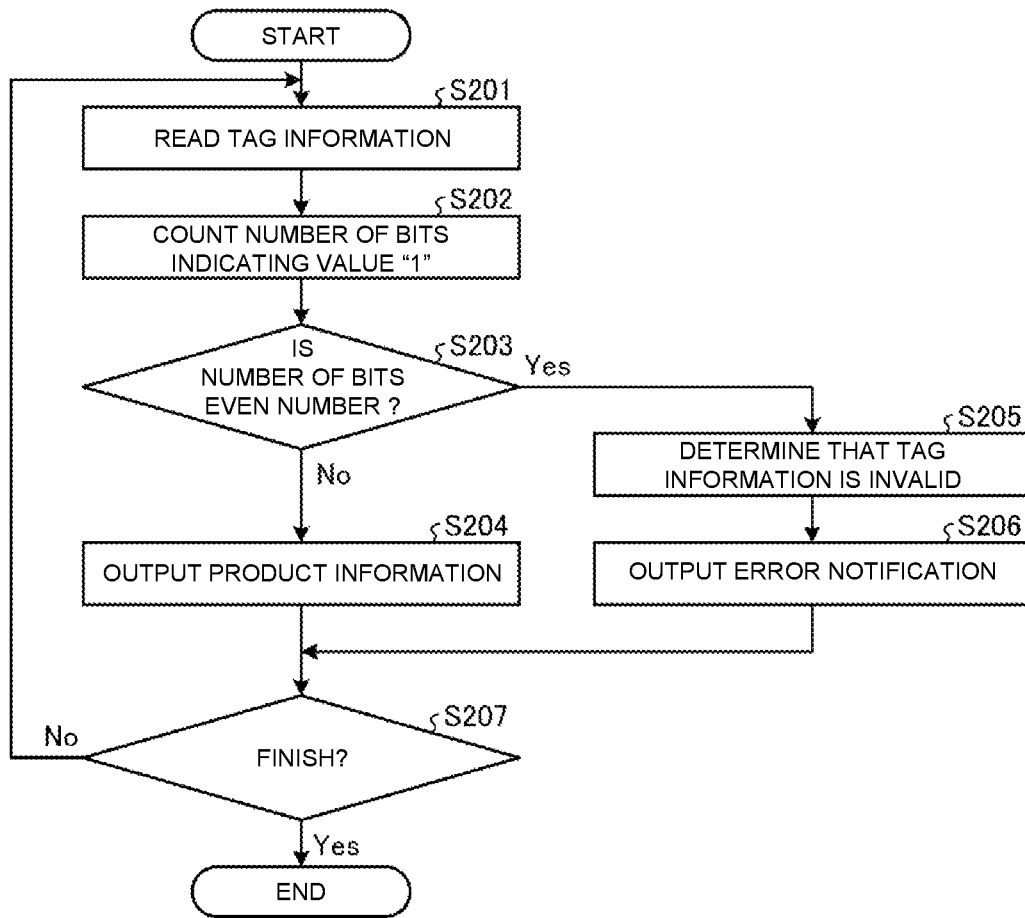 START
S201
READ TAG INFORMATION
S202
COUNT NUMBER OF BITS
INDICATING VALUE “1”
S203
IS
NUMBER OF BITS
EVEN NUMBER ?
Yes
No
S205
DETERMINE THAT TAG
INFORMATION IS INVALID
S204
OUTPUT PRODUCT INFORMATION
S206
OUTPUT ERROR NOTIFICATION
S207
No
FINISH?
Yes
END